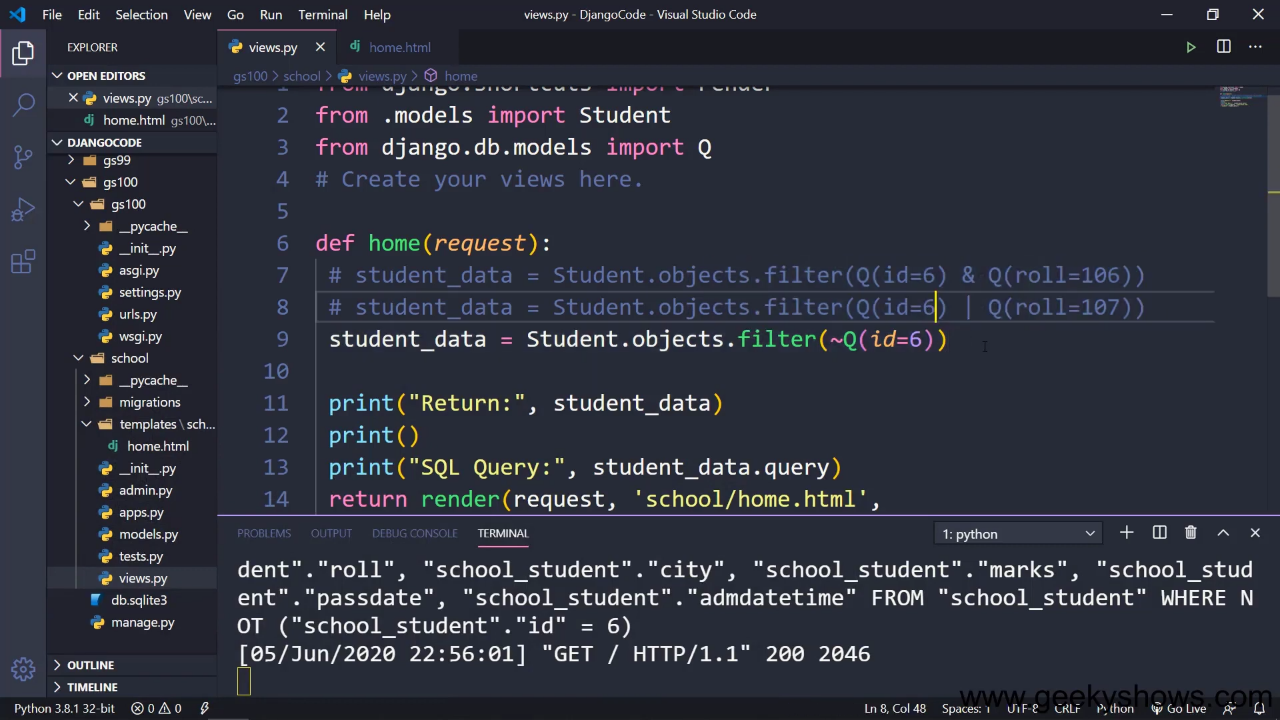 File Edit Selection View Go Run Terminal Help views.py - DjangoCode - Visual Studio Code
EXPLORER
OPEN EDITORS
views.py gs100\sc...
home.html gs100\...
DJANGOCODE
gs99
gs100
gs100
__pycache__
__init__.py
asgi.py
settings.py
urls.py
wsgi.py
school
__pycache__
migrations
templates \ sch...
home.html
__init__.py
admin.py
apps.py
models.py
tests.py
views.py
db.sqlite3
manage.py
OUTLINE
TIMELINE
views.py home.html
gs100 > school > views.py > home
from django.shortcuts import render
2 from .models import Student
3 from django.db.models import Q
4 # Create your views here.
5
6 def home(request):
7 # student_data = Student.objects.filter(Q(id=6) & Q(roll=106))
8 # student_data = Student.objects.filter(Q(id=6) | Q(roll=107))
9 student_data = Student.objects.filter(~Q(id=6))
10
11 print("Return:", student_data)
12 print()
13 print("SQL Query:", student_data.query)
14 return render(request, 'school/home.html',
PROBLEMS OUTPUT DEBUG CONSOLE TERMINAL 1: python
dent"."roll", "school_student"."city", "school_student"."marks", "school_stud
ent"."passdate", "school_student"."admdatetime" FROM "school_student" WHERE N
OT ("school_student"."id" = 6)
[05/Jun/2020 22:56:01] "GET / HTTP/1.1" 200 2046
www.geekyshows.com
Python 3.8.1 32-bit 0 0 Ln 8, Col 48 Spaces: 1 UTF-8 CRLF Python Go Live